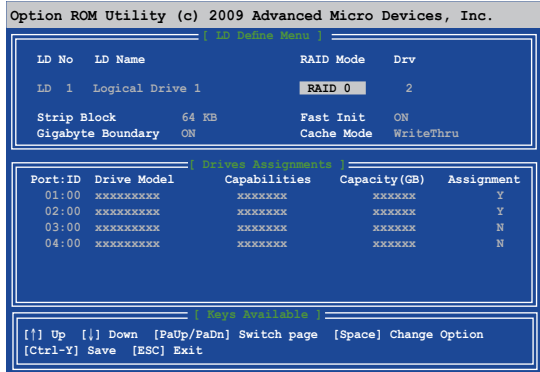 Option ROM Utility (c) 2009 Advanced Micro Devices, Inc.
[ LD Define Menu ]
LD No LD Name RAID Mode Drv
LD 1 Logical Drive 1 RAID 0 2
Strip Block 64 KB Fast Init ON
Gigabyte Boundary ON Cache Mode WriteThru
[ Drives Assignments ]
Port:ID Drive Model Capabilities Capacity(GB) Assignment
01:00 xxxxxxxxx xxxxxxx xxxxxx Y
02:00 xxxxxxxxx xxxxxxx xxxxxx Y
03:00 xxxxxxxxx xxxxxxx xxxxxx N
04:00 xxxxxxxxx xxxxxxx xxxxxx N
[ Keys Available ]
[↑] Up [↓] Down [PaUp/PaDn] Switch page [Space] Change Option
[Ctrl-Y] Save [ESC] Exit